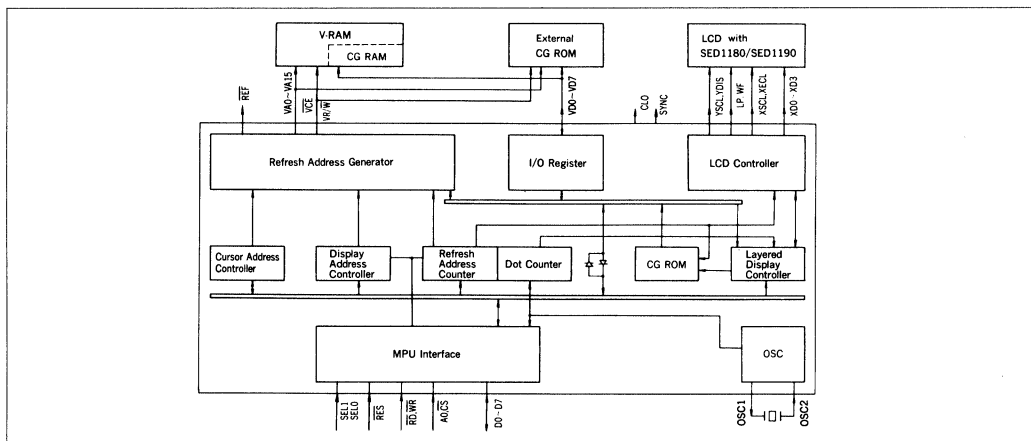 V-RAM
CG RAM
External
CG ROM
LCD with
SED1180/SED1190
REF
VA0~VA15
VCE
VR/W
VD0~VD7
CLO
SYNC
YSCL,YDIS
LP,WF
XSCL,XECL
XD0~XD3
Refresh Address Generator
I/O Register
LCD Controller
Cursor Address
Controller
Display
Address
Controller
Refresh
Address
Counter
Dot Counter
CG ROM
Layered
Display
Controller
MPU Interface
OSC
SEL1
SEL0
RES
RD,WR
A0,CS
D0~D7
OSC1
OSC2